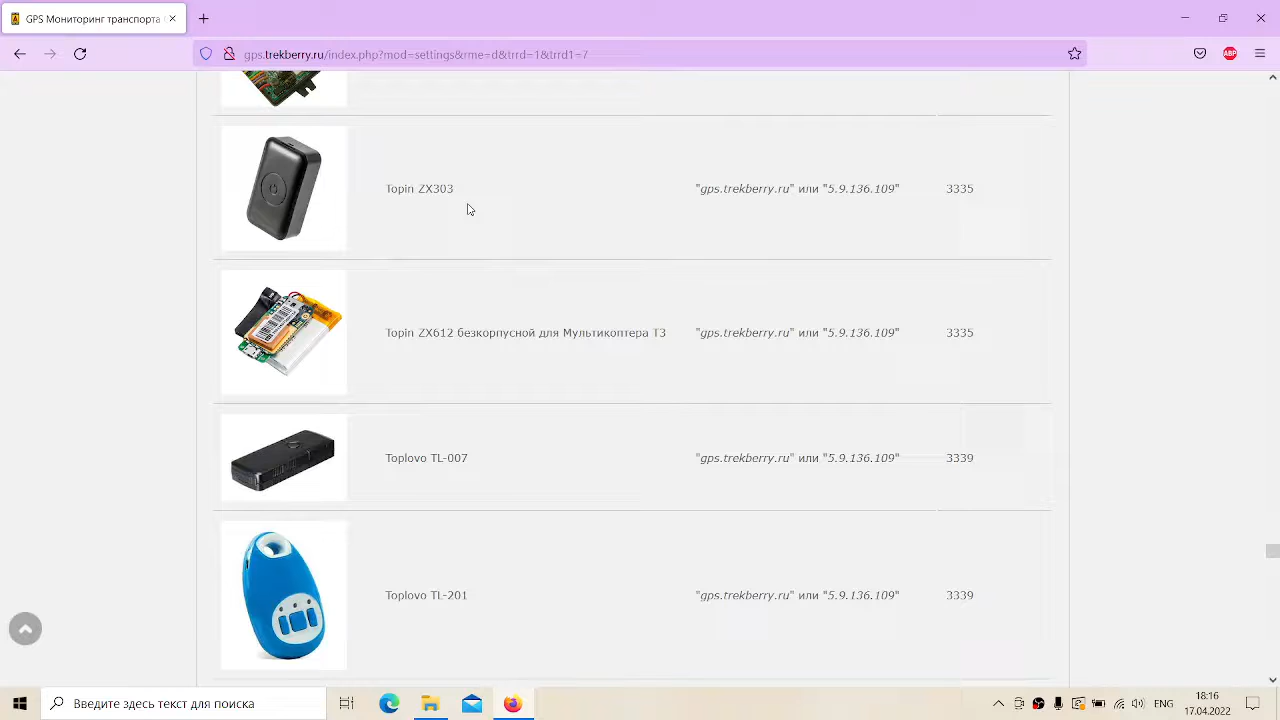 GPS Мониторинг транспорта
gps.trekberry.ru/index.php?mod=settings&rme=d&trrd=1&trrd1=7
ABP
Topin ZX303 "gps.trekberry.ru" или "5.9.136.109" 3335
Topin ZX612 безкорпусной для Мультикоптера Т3 "gps.trekberry.ru" или "5.9.136.109" 3335
Toplovo TL-007 "gps.trekberry.ru" или "5.9.136.109" 3339
Toplovo TL-201 "gps.trekberry.ru" или "5.9.136.109" 3339
Введите здесь текст для поиска
ENG
18:16
17.04.2022